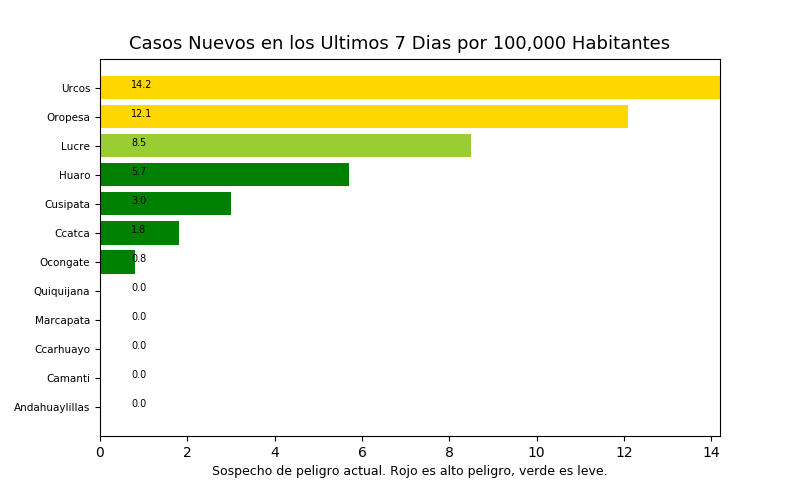 Casos Nuevos en los Ultimos 7 Dias por 100,000 Habitantes
Urcos 14.2
Oropesa 12.1
Lucre 8.5
Huaro 5.7
Cusipata 3.0
Ccatca 1.8
Ocongate 0.8
Quiquijana 0.0
Marcapata 0.0
Ccarhuayo 0.0
Camanti 0.0
Andahuaylillas 0.0
0 2 4 6 8 10 12 14
Sospecho de peligro actual. Rojo es alto peligro, verde es leve.